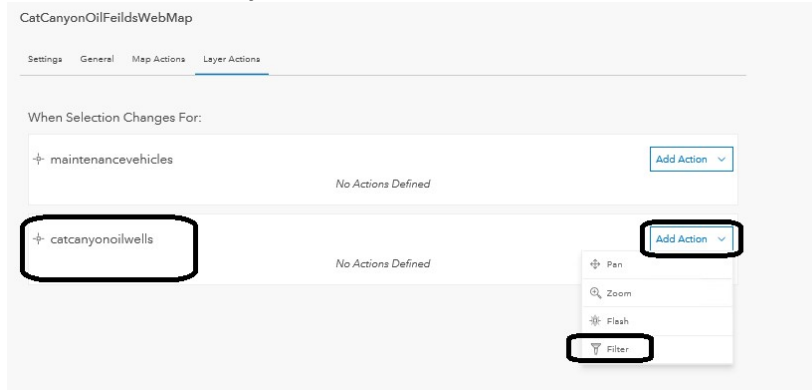 CatCanyonOilFeildsWebMap
Settings General Map Actions Layer Actions
When Selection Changes For:
maintenancevehicles Add Action
No Actions Defined
catcanyonoilwells Add Action
No Actions Defined
Pan
Zoom
Flash
Filter